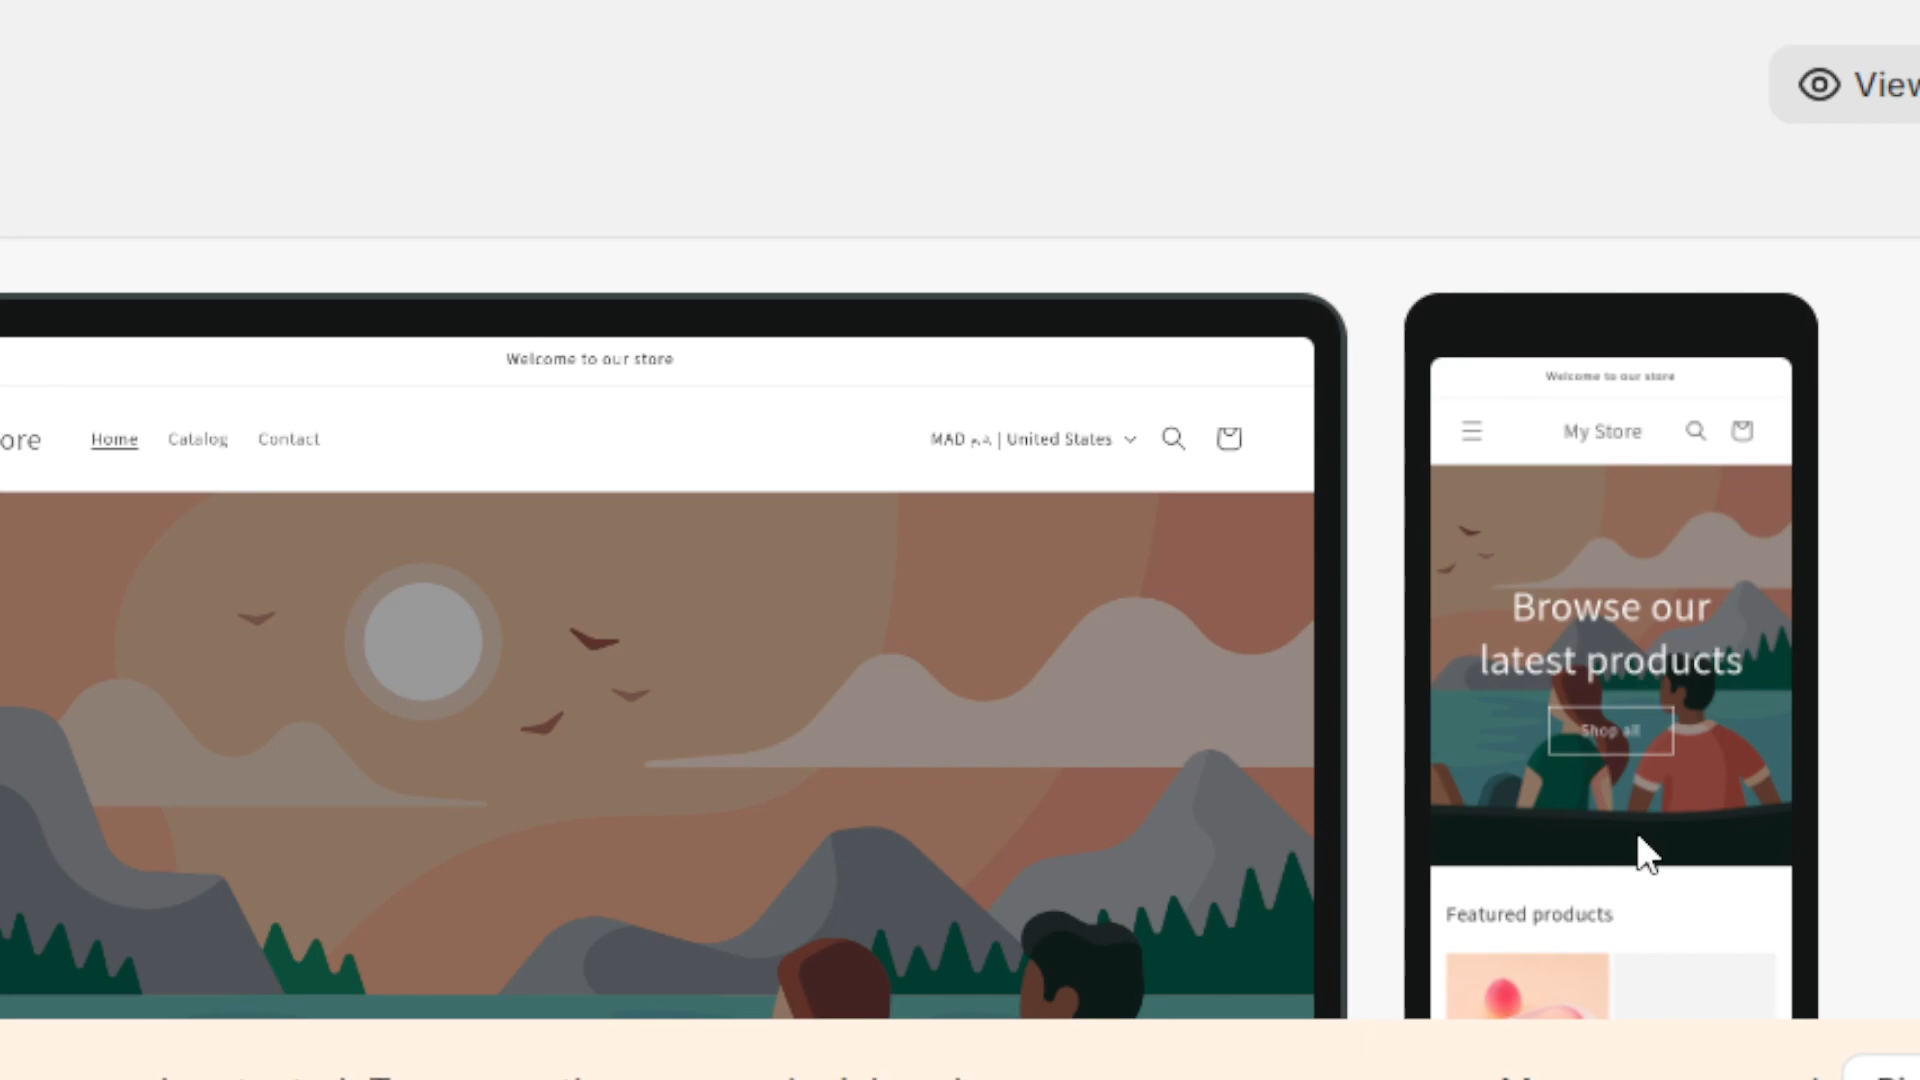 View
Welcome to our store
ore Home Catalog Contact MAD د.م. | United States
Welcome to our store
My Store
Browse our
latest products
Shop all
Featured products